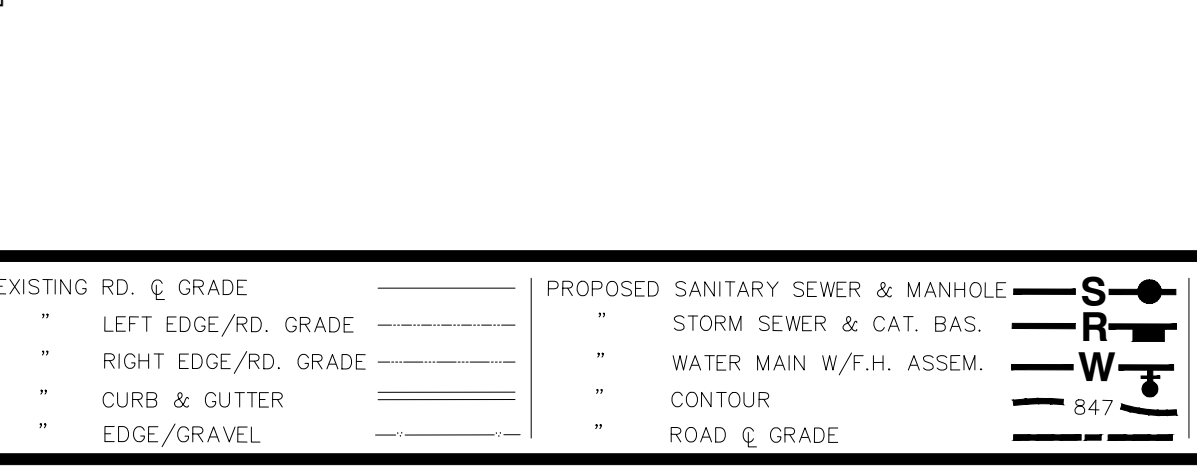 EXISTING RD. ℄ GRADE
” LEFT EDGE/RD. GRADE
” RIGHT EDGE/RD. GRADE
” CURB & GUTTER
” EDGE/GRAVEL
PROPOSED SANITARY SEWER & MANHOLE S
” STORM SEWER & CAT. BAS. R
” WATER MAIN W/F.H. ASSEM. W
” CONTOUR 847
” ROAD ℄ GRADE